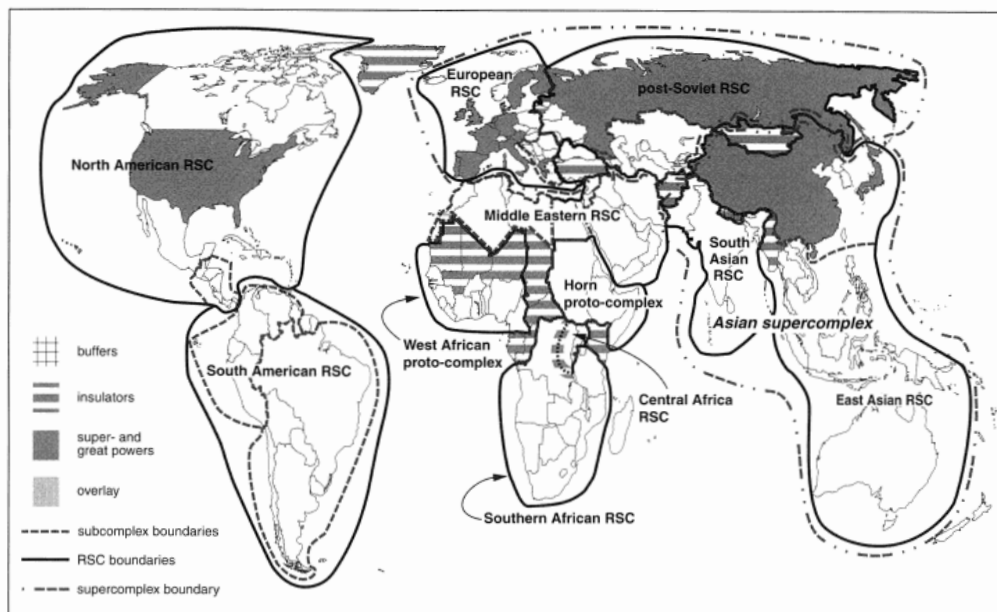 European
RSC
post-Soviet RSC
North American RSC
Middle Eastern RSC
South
Asian
RSC
Horn
proto-complex
Asian supercomplex
West African
proto-complex
South American RSC
Central Africa
RSC
East Asian RSC
Southern African RSC
buffers
insulators
super- and
great powers
overlay
subcomplex boundaries
RSC boundaries
supercomplex boundary